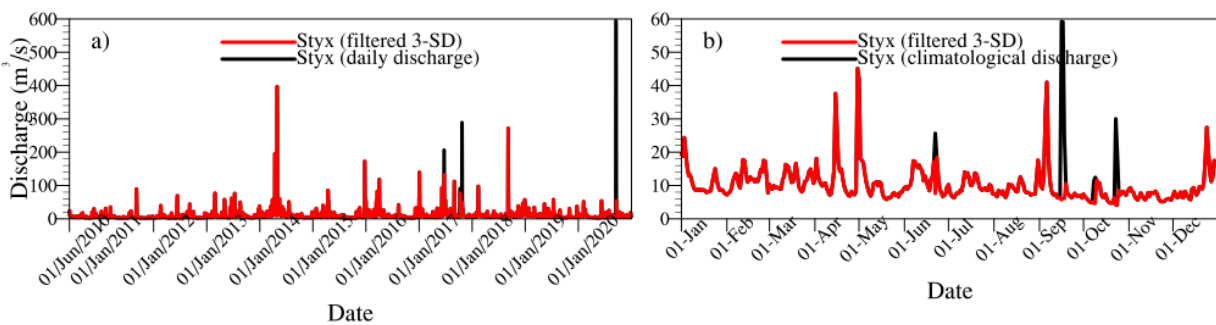 a)
Styx (filtered 3-SD)
Styx (daily discharge)
Discharge (m³/s)
600
500
400
300
200
100
0
01/Jun/2010
01/Jan/2011
01/Jan/2012
01/Jan/2013
01/Jan/2014
01/Jan/2015
01/Jan/2016
01/Jan/2017
01/Jan/2018
01/Jan/2019
01/Jan/2020
Date
b)
Styx (filtered 3-SD)
Styx (climatological discharge)
60
50
40
30
20
10
0
01-Jan
01-Feb
01-Mar
01-Apr
01-May
01-Jun
01-Jul
01-Aug
01-Sep
01-Oct
01-Nov
01-Dec
Date